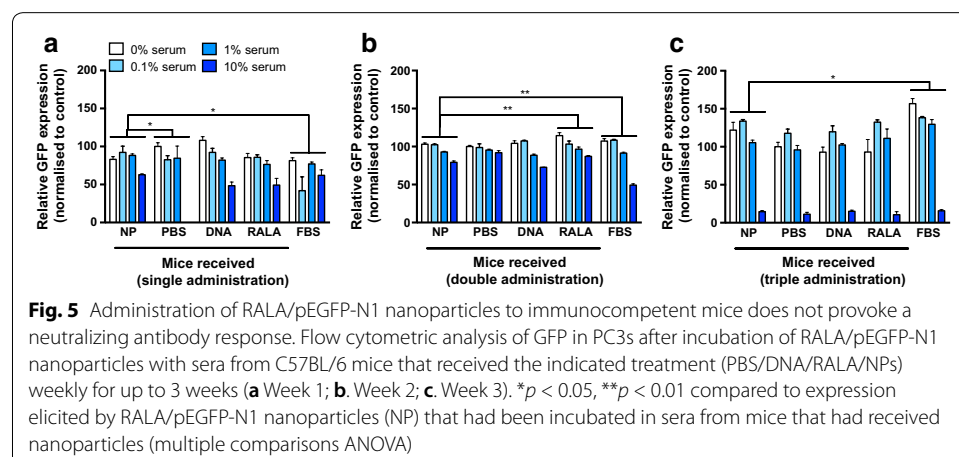 a
b
c
0% serum
1% serum
0.1% serum
10% serum
Relative GFP expression
(normalised to control)
200
150
100
50
0
*
*
NP PBS DNA RALA FBS
Mice received
(single administration)
Relative GFP expression
(normalised to control)
200
150
100
50
0
**
**
NP PBS DNA RALA FBS
Mice received
(double administration)
Relative GFP expression
(normalised to control)
200
150
100
50
0
*
NP PBS DNA RALA FBS
Mice received
(triple administration)
Fig. 5 Administration of RALA/pEGFP-N1 nanoparticles to immunocompetent mice does not provoke a
neutralizing antibody response. Flow cytometric analysis of GFP in PC3s after incubation of RALA/pEGFP-N1
nanoparticles with sera from C57BL/6 mice that received the indicated treatment (PBS/DNA/RALA/NPs)
weekly for up to 3 weeks (a Week 1; b. Week 2; c. Week 3). *p < 0.05, **p < 0.01 compared to expression
elicited by RALA/pEGFP-N1 nanoparticles (NP) that had been incubated in sera from mice that had received
nanoparticles (multiple comparisons ANOVA)